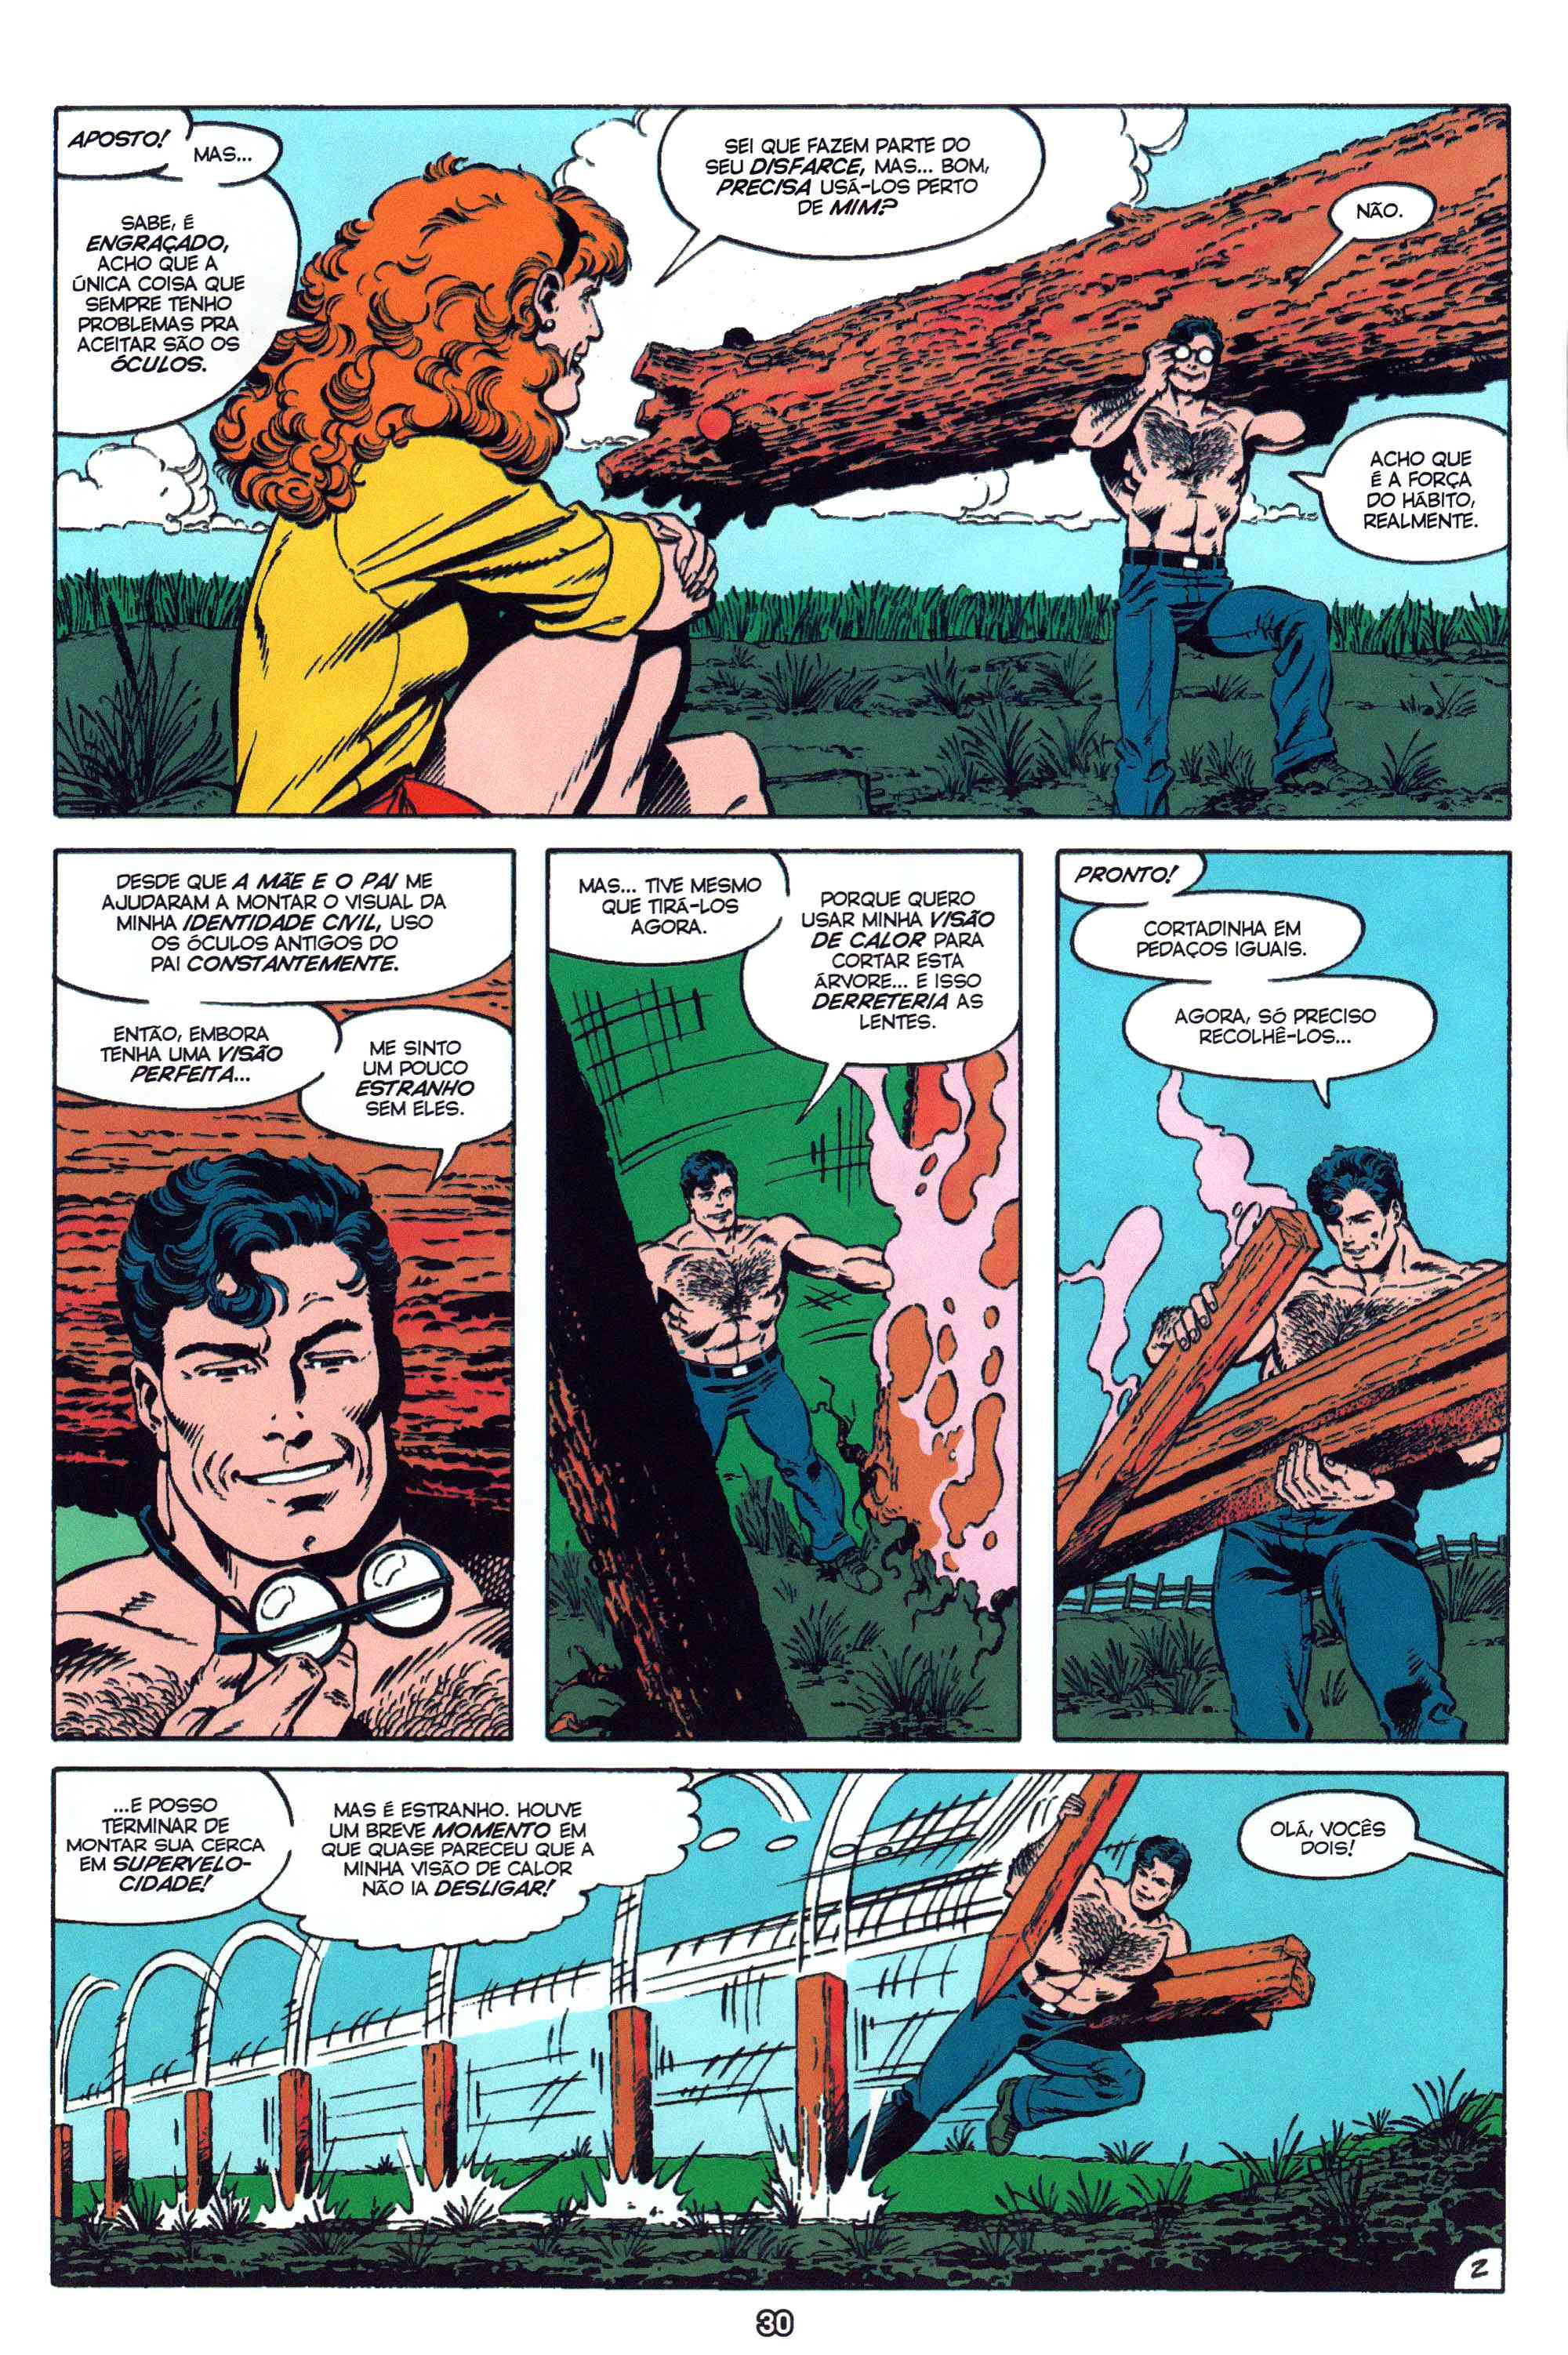 APOSTO!
MAS...
SABE, É
ENGRAÇADO,
ACHO QUE A
ÚNICA COISA QUE
SEMPRE TENHO
PROBLEMAS PRA
ACEITAR SÃO OS
ÓCULOS.
SEI QUE FAZEM PARTE DO
SEU DISFARCE, MAS... BOM,
PRECISA USÁ-LOS PERTO
DE MIM?
NÃO.
ACHO QUE
É A FORÇA
DO HÁBITO,
REALMENTE.
DESDE QUE A MÃE E O PAI ME
AJUDARAM A MONTAR O VISUAL DA
MINHA IDENTIDADE CIVIL, USO
OS ÓCULOS ANTIGOS DO
PAI CONSTANTEMENTE.
ENTÃO, EMBORA
TENHA UMA VISÃO
PERFEITA...
ME SINTO
UM POUCO
ESTRANHO
SEM ELES.
MAS... TIVE MESMO
QUE TIRÁ-LOS
AGORA.
PORQUE QUERO
USAR MINHA VISÃO
DE CALOR PARA
CORTAR ESTA
ÁRVORE... E ISSO
DERRETERIA AS
LENTES.
PRONTO!
CORTADINHA EM
PEDAÇOS IGUAIS.
AGORA, SÓ PRECISO
RECOLHÊ-LOS...
...E POSSO
TERMINAR DE
MONTAR SUA CERCA
EM SUPERVELO-
CIDADE!
MAS É ESTRANHO. HOUVE
UM BREVE MOMENTO EM
QUE QUASE PARECEU QUE A
MINHA VISÃO DE CALOR
NÃO IA DESLIGAR!
OLÁ, VOCÊS
DOIS!
2
30